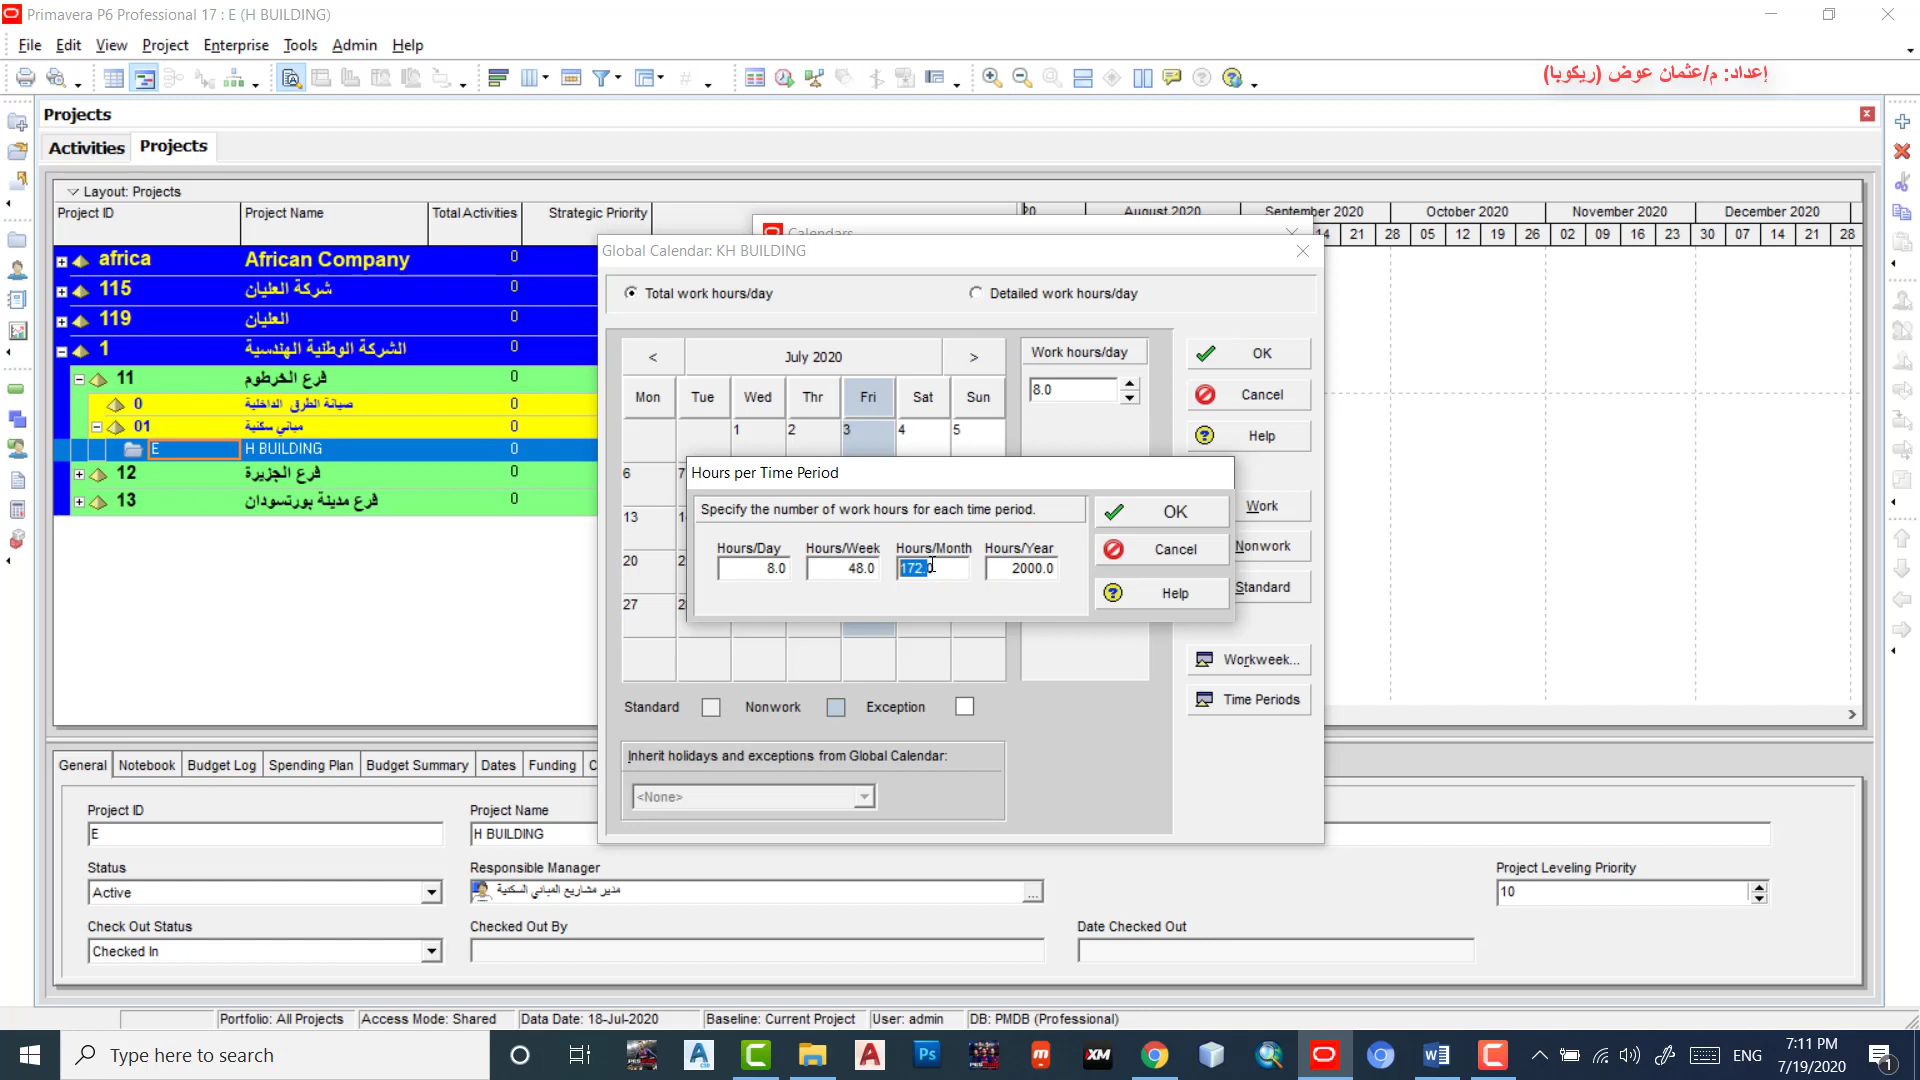 Primavera P6 Professional 17 : E (H BUILDING)
File Edit View Project Enterprise Tools Admin Help
إعداد: م/عثمان عوض (ريكوبا)
Projects
Activities Projects
Layout: Projects
Project ID Project Name Total Activities Strategic Priority
20 August 2020 September 2020 October 2020 November 2020 December 2020
14 21 28 05 12 19 26 02 09 16 23 30 07 14 21 28
africa African Company 0
115 شركة العليان 0
119 العليان 0
1 الشركة الوطنية الهندسية 0
11 فرع الخرطوم 0
0 صيانة الطرق الداخلية 0
01 مباني سكنية 0
E H BUILDING 0
12 فرع الجزيرة 0
13 فرع مدينة بورتسودان 0
Calendars
Global Calendar: KH BUILDING
Total work hours/day Detailed work hours/day
< July 2020 >
Mon Tue Wed Thr Fri Sat Sun
1 2 3 4 5
6 7
13
20
27
Work hours/day
8.0
OK
Cancel
Help
Work
Nonwork
Standard
Workweek...
Time Periods
Hours per Time Period
Specify the number of work hours for each time period.
Hours/Day Hours/Week Hours/Month Hours/Year
8.0 48.0 172.0 2000.0
OK
Cancel
Help
Standard Nonwork Exception
Inherit holidays and exceptions from Global Calendar:
<None>
General Notebook Budget Log Spending Plan Budget Summary Dates Funding
Project ID Project Name
E H BUILDING
Status Responsible Manager Project Leveling Priority
Active مدير مشاريع المباني السكنية 10
Check Out Status Checked Out By Date Checked Out
Checked In
Portfolio: All Projects Access Mode: Shared Data Date: 18-Jul-2020 Baseline: Current Project User: admin DB: PMDB (Professional)
Type here to search
ENG
7:11 PM
7/19/2020
1